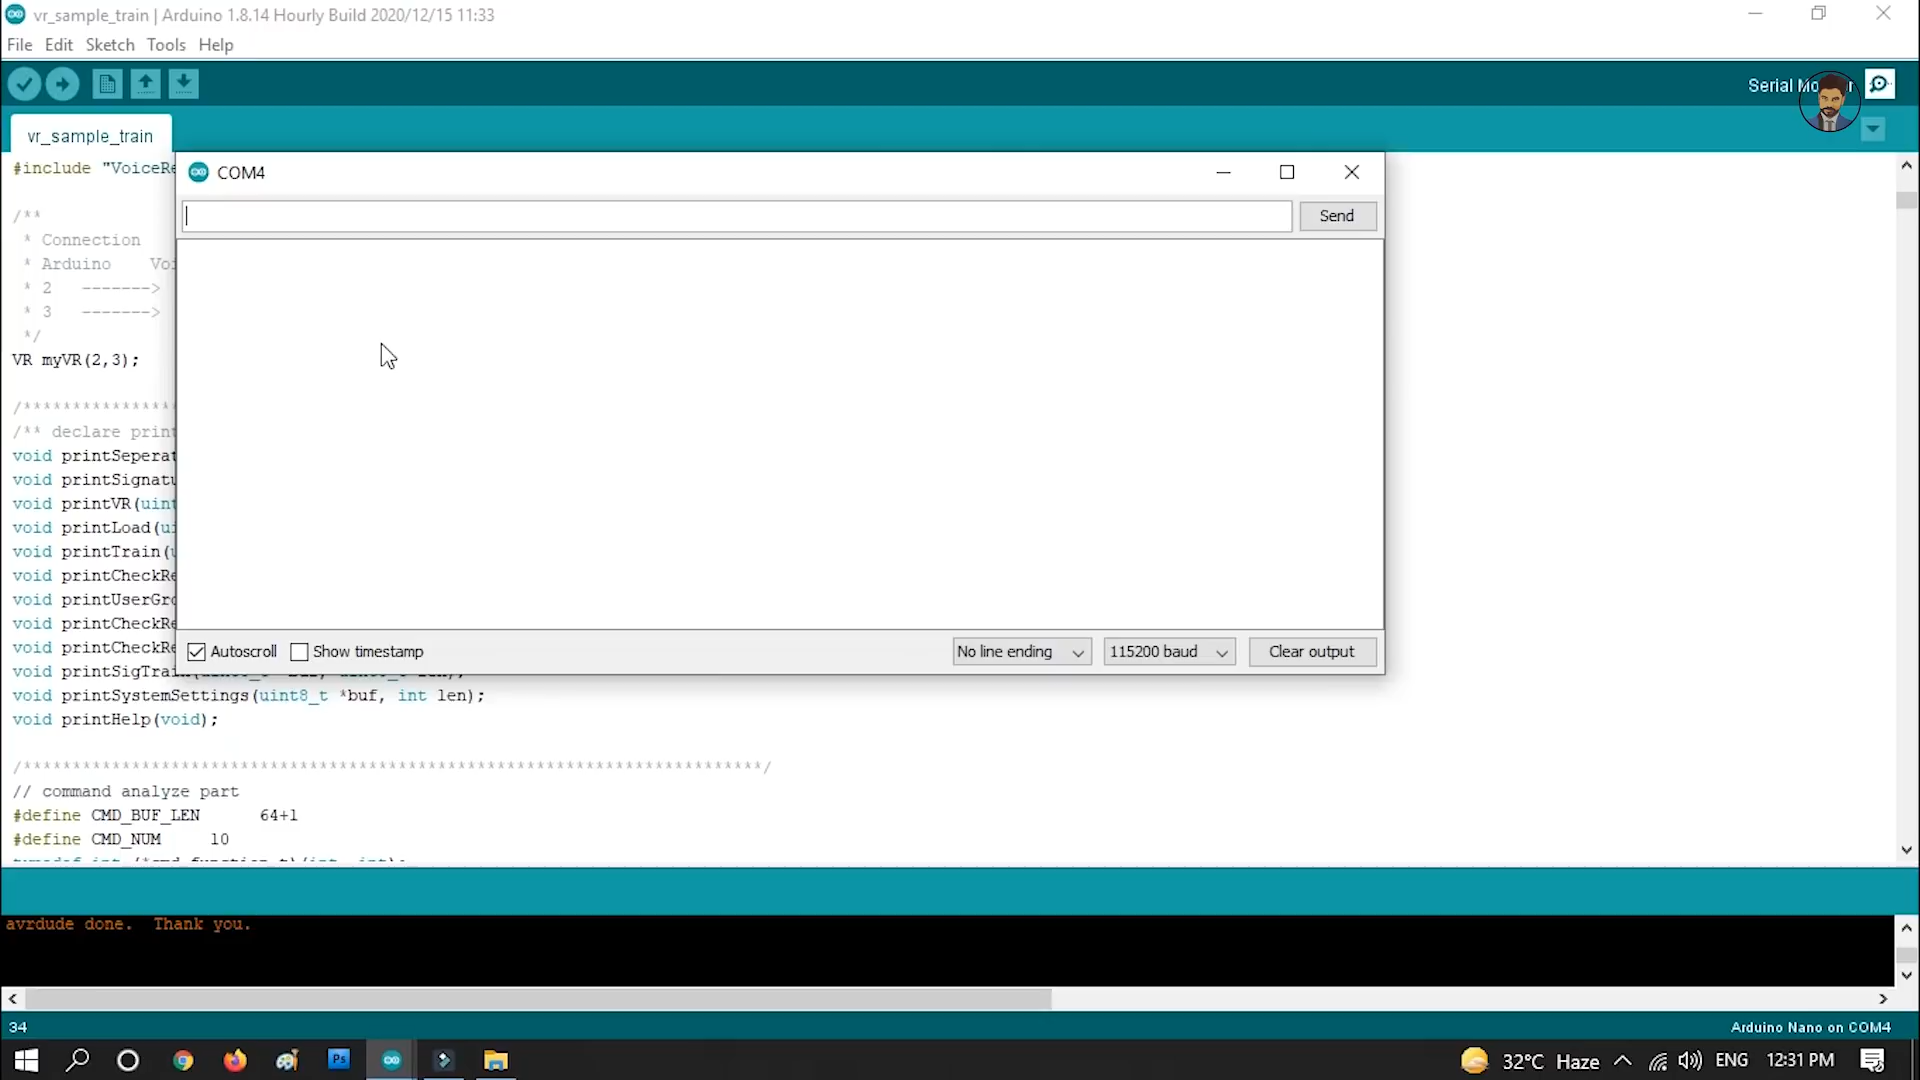 vr_sample_train | Arduino 1.8.14 Hourly Build 2020/12/15 11:33
File Edit Sketch Tools Help
Serial Mo
vr_sample_train
#include "VoiceRe
/**
* Connection
* Arduino Voi
* 2 ------->
* 3 ------->
*/
VR myVR(2,3);
/*****************
/** declare print
void printSeperat
void printSignatu
void printVR(uint
void printLoad(ui
void printTrain(u
void printCheckRe
void printUserGro
void printCheckRe
void printCheckRe
void printSigTrai
void printSystemSettings(uint8_t *buf, int len);
void printHelp(void);
/***************************************************************************/
// command analyze part
#define CMD_BUF_LEN 64+1
#define CMD_NUM 10
COM4
Send
Autoscroll Show timestamp No line ending 115200 baud Clear output
avrdude done. Thank you.
34 Arduino Nano on COM4
Ps 32°C Haze ENG 12:31 PM